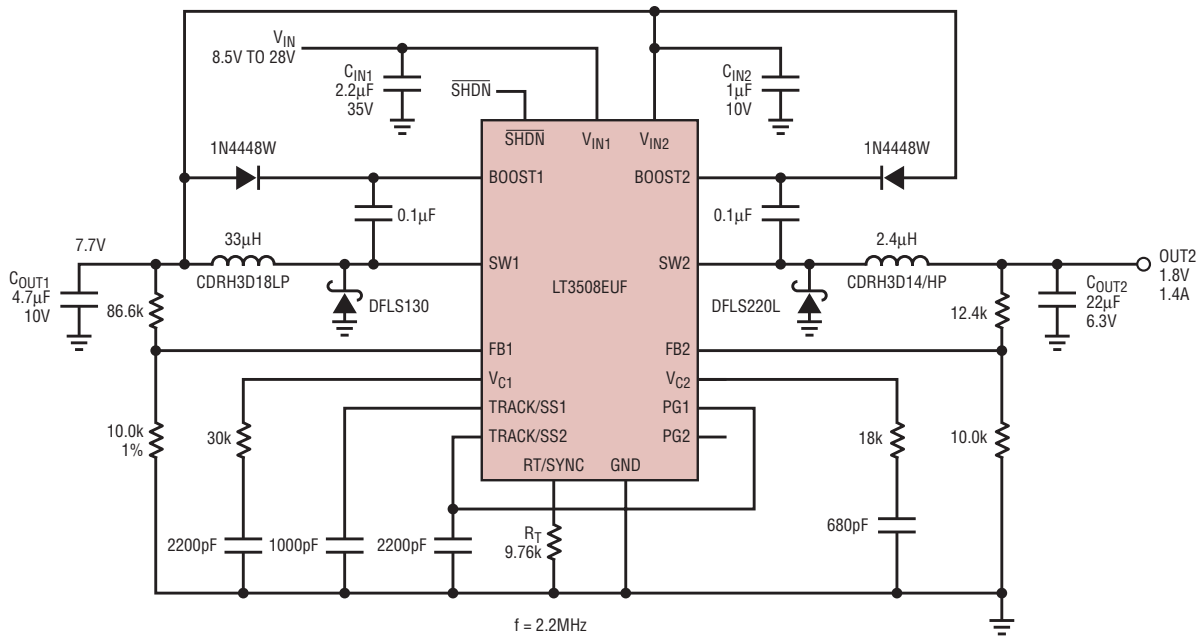 VIN
8.5V TO 28V
CIN1
2.2µF
35V
SHDN
CIN2
1µF
10V
SHDN
VIN1
VIN2
1N4448W
1N4448W
BOOST1
BOOST2
0.1µF
0.1µF
7.7V
33µH
2.4µH
SW1
SW2
OUT2
1.8V
1.4A
CDRH3D18LP
CDRH3D14/HP
LT3508EUF
COUT1
4.7µF
10V
86.6k
DFLS130
DFLS220L
12.4k
COUT2
22µF
6.3V
FB1
FB2
VC1
VC2
TRACK/SS1
PG1
TRACK/SS2
PG2
10.0k
1%
30k
18k
10.0k
RT/SYNC
GND
2200pF
1000pF
2200pF
RT
9.76k
680pF
f = 2.2MHz